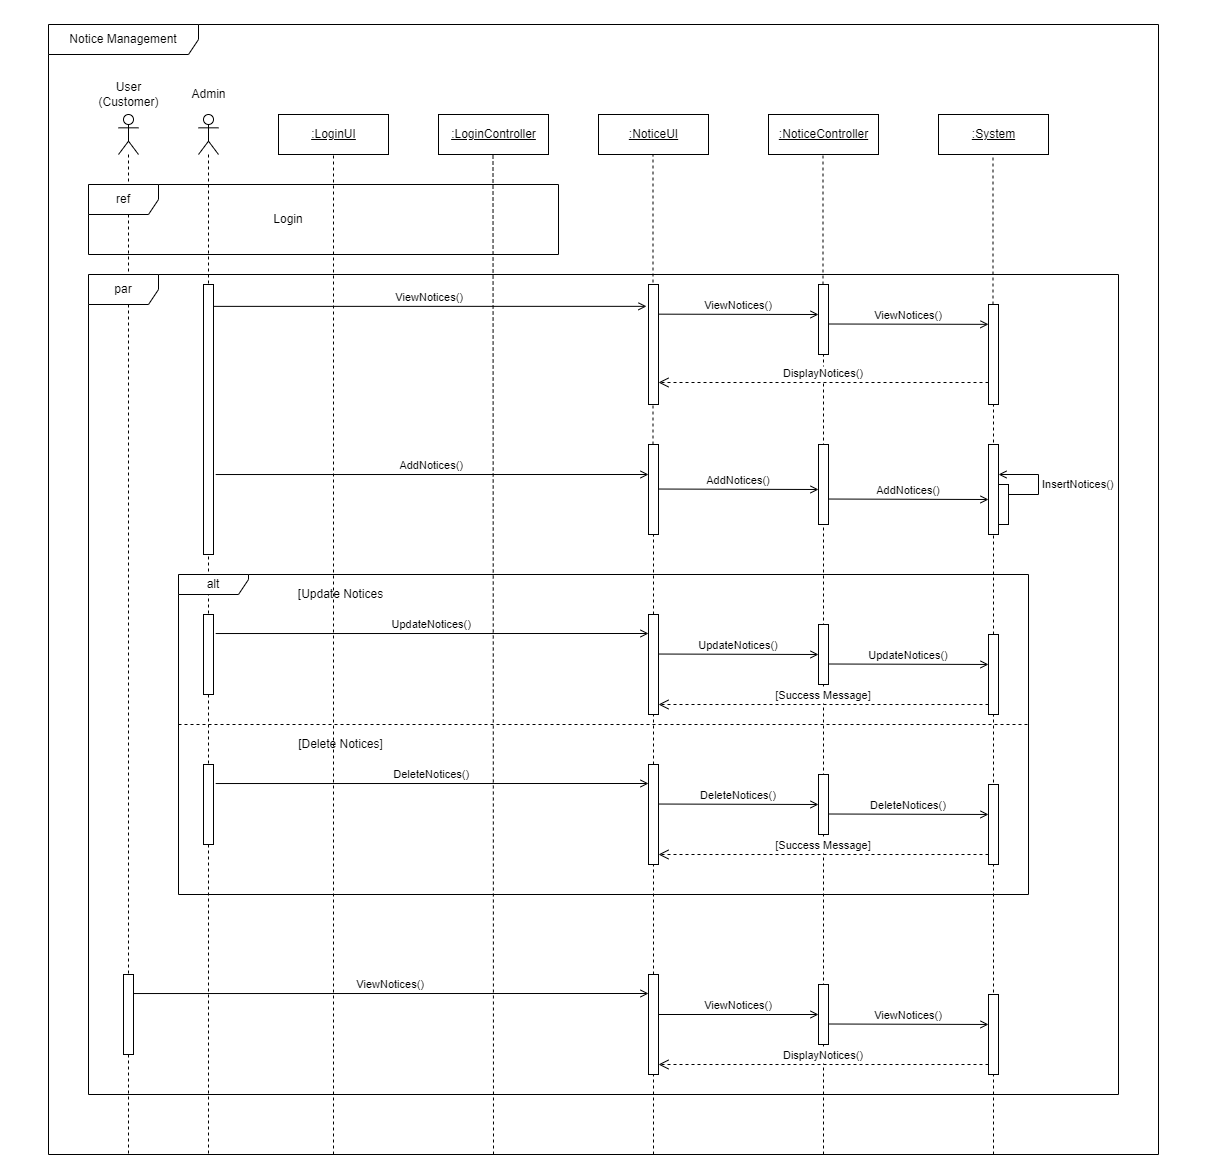 Notice Management
User
(Customer)
Admin
:LoginUI
:LoginController
:NoticeUI
:NoticeController
:System
ref
Login
par
ViewNotices()
ViewNotices()
ViewNotices()
DisplayNotices()
AddNotices()
AddNotices()
AddNotices()
InsertNotices()
alt
[Update Notices
UpdateNotices()
UpdateNotices()
UpdateNotices()
[Success Message]
[Delete Notices]
DeleteNotices()
DeleteNotices()
DeleteNotices()
[Success Message]
ViewNotices()
ViewNotices()
ViewNotices()
DisplayNotices()